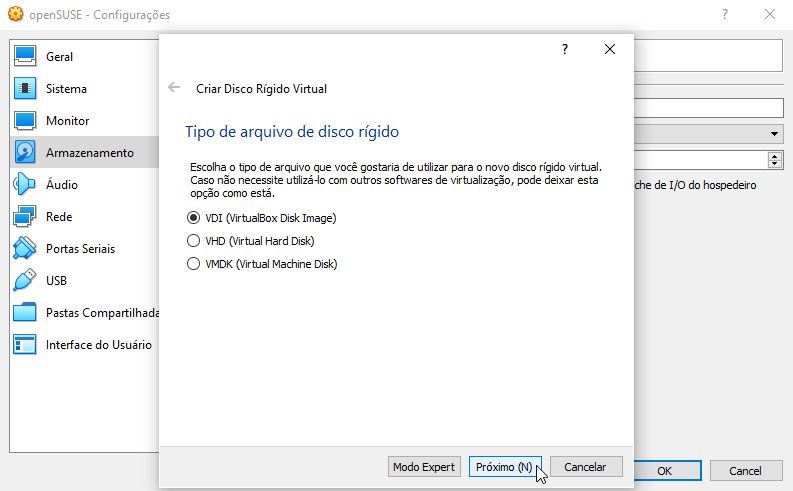 openSUSE - Configurações
?
Geral
Sistema
Monitor
Armazenamento
Áudio
Rede
Portas Seriais
USB
Pastas Compartilhada
Interface do Usuário
?
Criar Disco Rígido Virtual
Tipo de arquivo de disco rígido
Escolha o tipo de arquivo que você gostaria de utilizar para o novo disco rígido virtual.
Caso não necessite utilizá-lo com outros softwares de virtualização, pode deixar esta
opção como está.
VDI (VirtualBox Disk Image)
VHD (Virtual Hard Disk)
VMDK (Virtual Machine Disk)
Modo Expert
Próximo (N)
Cancelar
che de I/O do hospedeiro
OK
Cancel